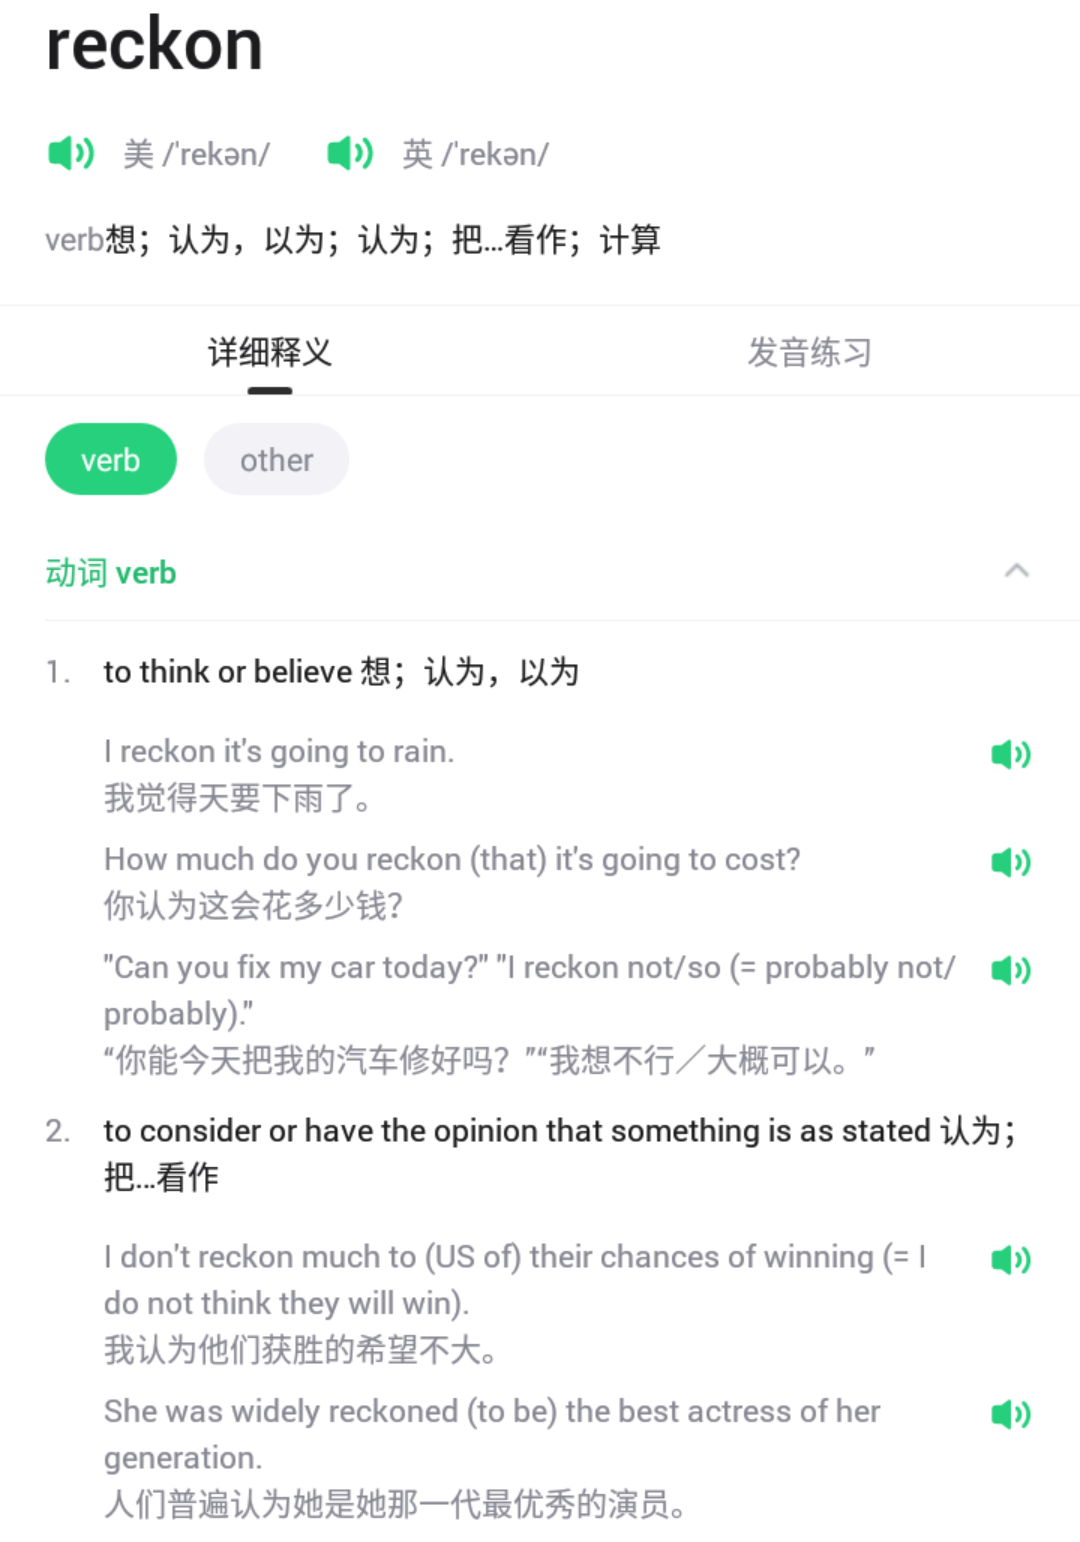 reckon
美 /ˈrekən/ 英 /ˈrekən/
verb想；认为，以为；认为；把...看作；计算
详细释义 发音练习
verb other
动词 verb
1. to think or believe 想；认为，以为
I reckon it's going to rain.
我觉得天要下雨了。
How much do you reckon (that) it's going to cost?
你认为这会花多少钱？
"Can you fix my car today?" "I reckon not/so (= probably not/
probably)."
“你能今天把我的汽车修好吗？”“我想不行／大概可以。”
2. to consider or have the opinion that something is as stated 认为；
把...看作
I don't reckon much to (US of) their chances of winning (= I
do not think they will win).
我认为他们获胜的希望不大。
She was widely reckoned (to be) the best actress of her
generation.
人们普遍认为她是她那一代最优秀的演员。